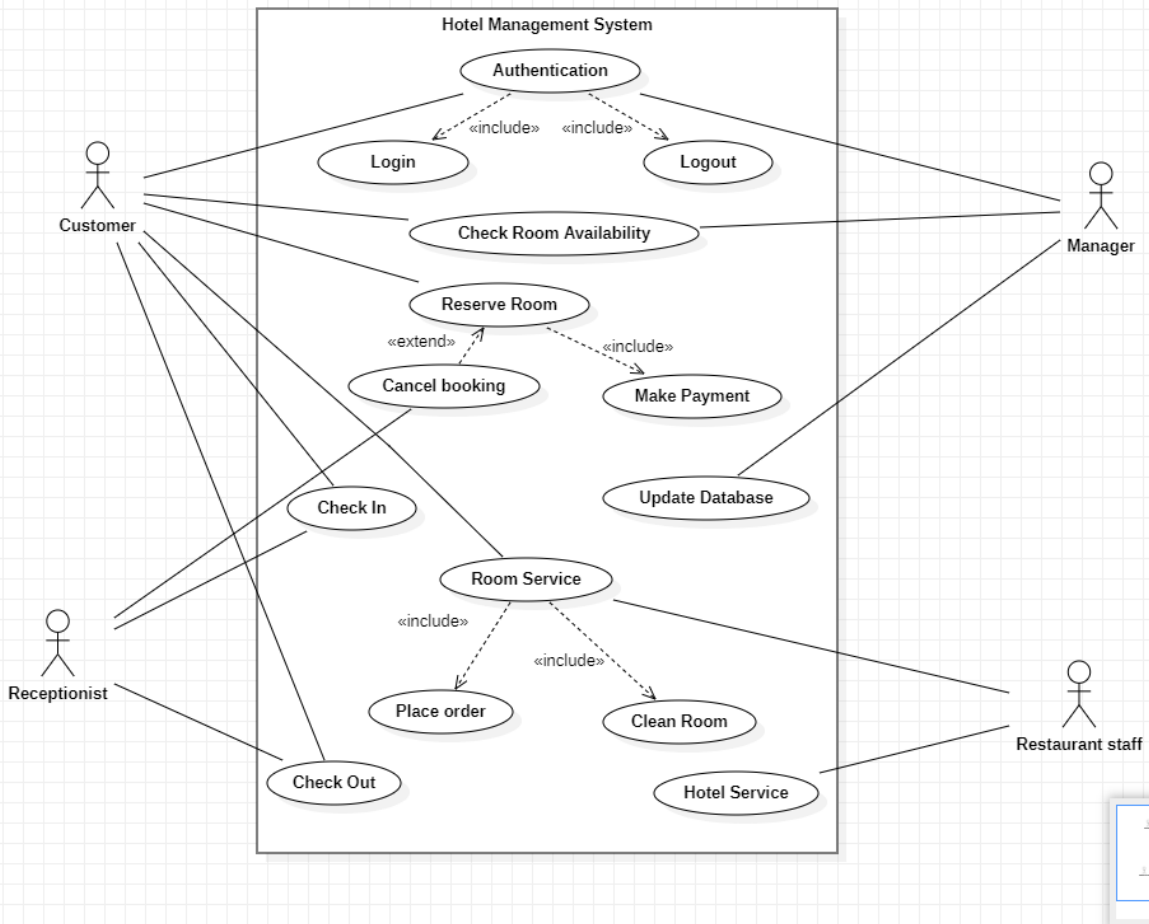 Hotel Management System
Authentication
«include»
«include»
Login
Logout
Customer
Check Room Availability
Manager
Reserve Room
«extend»
«include»
Cancel booking
Make Payment
Update Database
Check In
Room Service
«include»
«include»
Receptionist
Place order
Clean Room
Restaurant staff
Check Out
Hotel Service